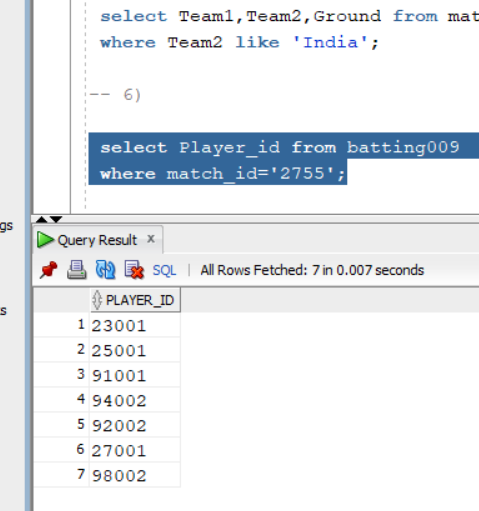 select Team1,Team2,Ground from mat
where Team2 like 'India';
-- 6)
select Player_id from batting009
where match_id='2755';
gs
Query Result x
SQL | All Rows Fetched: 7 in 0.007 seconds
s
PLAYER_ID
1 23001
2 25001
3 91001
4 94002
5 92002
6 27001
7 98002